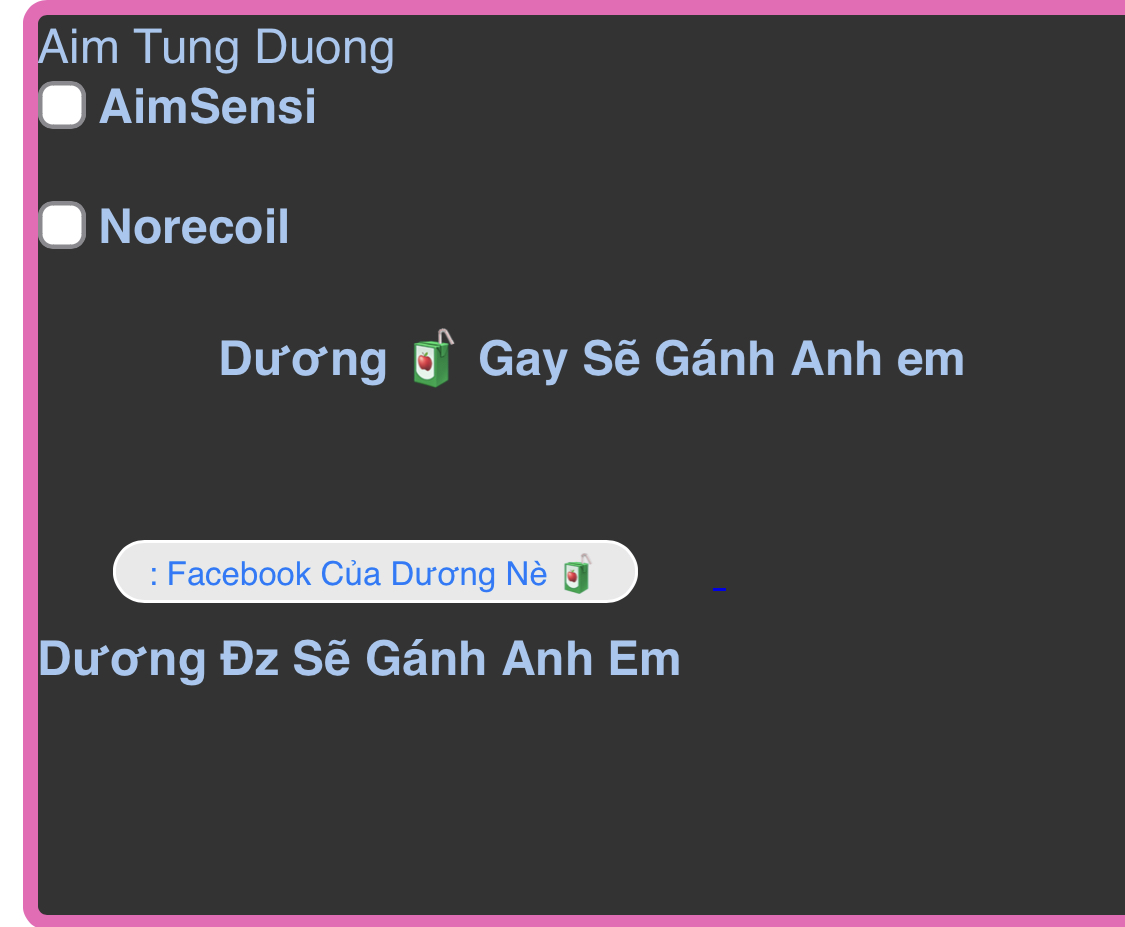 Aim Tung Duong
AimSensi
Norecoil
Dương 🧃 Gay Sẽ Gánh Anh em
: Facebook Của Dương Nè 🧃
Dương Đz Sẽ Gánh Anh Em